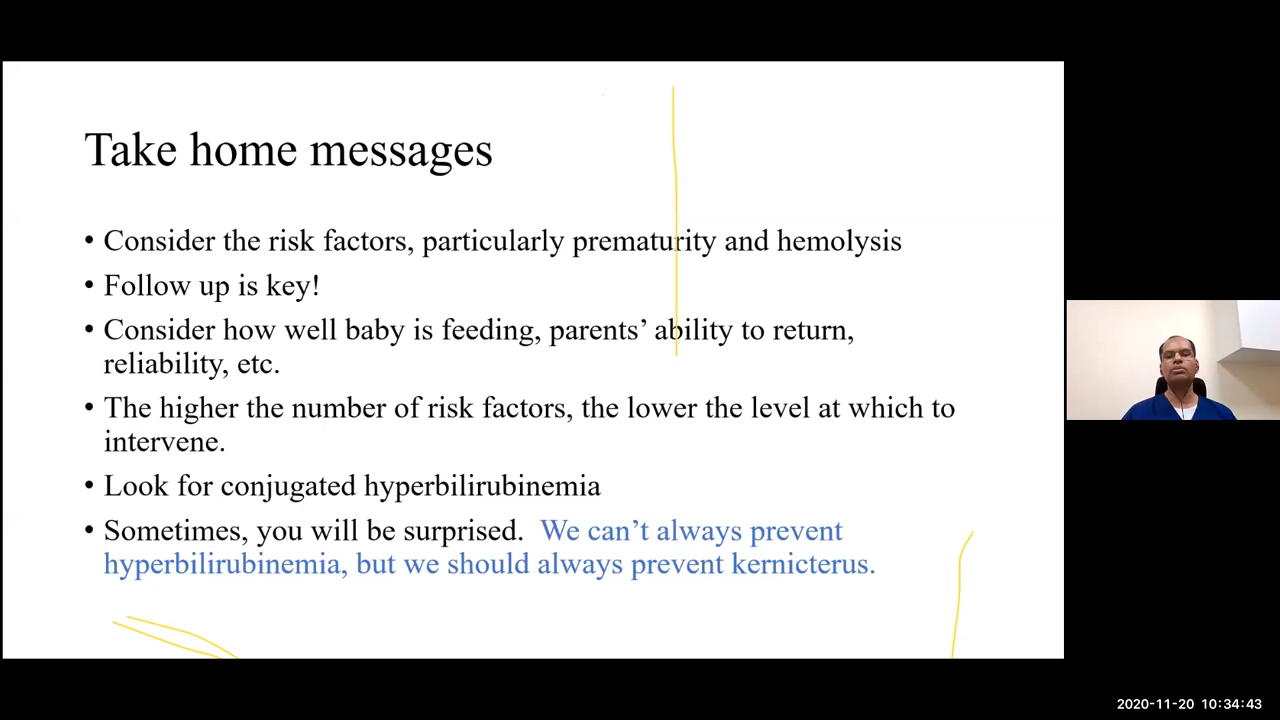 Take home messages
• Consider the risk factors, particularly prematurity and hemolysis
• Follow up is key!
• Consider how well baby is feeding, parents’ ability to return,
reliability, etc.
• The higher the number of risk factors, the lower the level at which to
intervene.
• Look for conjugated hyperbilirubinemia
• Sometimes, you will be surprised.  We can’t always prevent
hyperbilirubinemia, but we should always prevent kernicterus.
2020-11-20 10:34:43